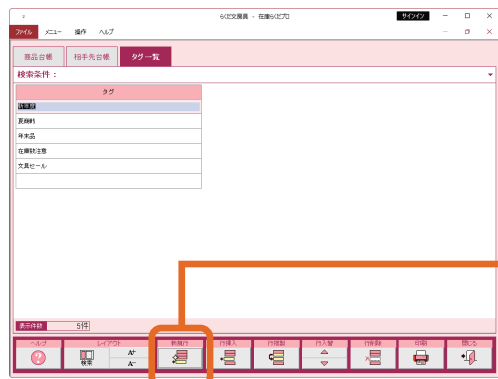 らくだ文房具 - 在庫らくだプロ
サインイン
ファイル メニュー 操作 ヘルプ
商品台帳 相手先台帳 タグ一覧
検索条件：
タグ
夏商材
年末品
在庫数注意
文具セール
表示件数 5件
ヘルプ レイアウト 新規行 行挿入 行複製 行入替 行削除 印刷 閉じる
検索 A+
A-